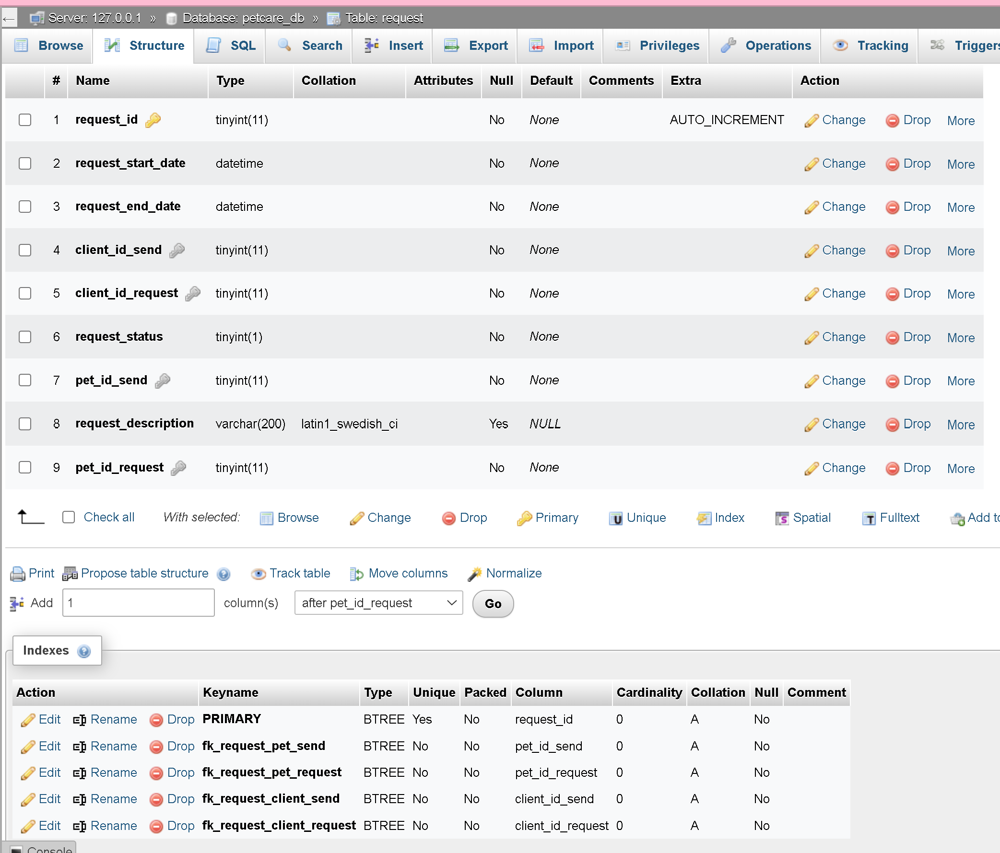 ← Server: 127.0.0.1 » Database: petcare_db » Table: request
Browse Structure SQL Search Insert Export Import Privileges Operations Tracking Triggers
# Name Type Collation Attributes Null Default Comments Extra Action
1 request_id tinyint(11) No None AUTO_INCREMENT Change Drop More
2 request_start_date datetime No None Change Drop More
3 request_end_date datetime No None Change Drop More
4 client_id_send tinyint(11) No None Change Drop More
5 client_id_request tinyint(11) No None Change Drop More
6 request_status tinyint(1) No None Change Drop More
7 pet_id_send tinyint(11) No None Change Drop More
8 request_description varchar(200) latin1_swedish_ci Yes NULL Change Drop More
9 pet_id_request tinyint(11) No None Change Drop More
Check all With selected: Browse Change Drop Primary Unique Index Spatial Fulltext Add to
Print Propose table structure Track table Move columns Normalize
Add 1 column(s) after pet_id_request Go
Indexes
Action Keyname Type Unique Packed Column Cardinality Collation Null Comment
Edit Rename Drop PRIMARY BTREE Yes No request_id 0 A No
Edit Rename Drop fk_request_pet_send BTREE No No pet_id_send 0 A No
Edit Rename Drop fk_request_pet_request BTREE No No pet_id_request 0 A No
Edit Rename Drop fk_request_client_send BTREE No No client_id_send 0 A No
Edit Rename Drop fk_request_client_request BTREE No No client_id_request 0 A No
Console